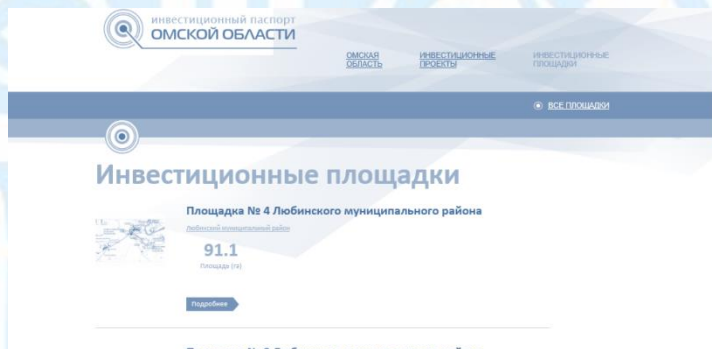 инвестиционный паспорт
ОМСКОЙ ОБЛАСТИ
ОМСКАЯ ОБЛАСТЬ
ИНВЕСТИЦИОННЫЕ ПРОЕКТЫ
ИНВЕСТИЦИОННЫЕ ПЛОЩАДКИ
ВСЕ ПЛОЩАДКИ
Инвестиционные площадки
Площадка № 4 Любинского муниципального района
Любинский муниципальный район
91.1
Площадь (га)
Подробнее